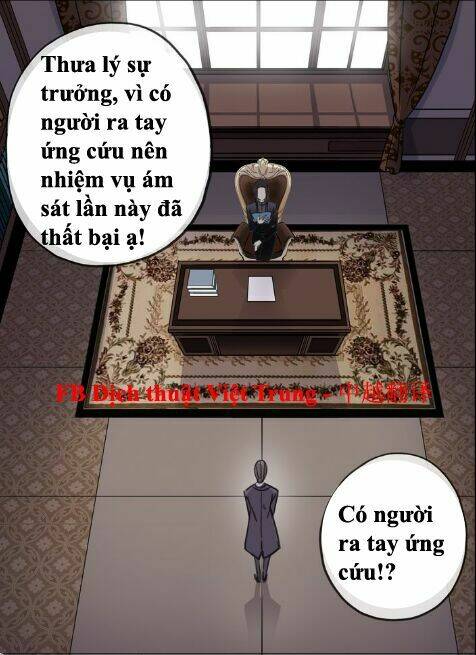 Thưa lý sự
trưởng, vì có
người ra tay
ứng cứu nên
nhiệm vụ ám
sát lần này đã
thất bại ạ!
FB Dịch thuật Việt Trung - 中越翻译
Có người
ra tay ứng
cứu!?